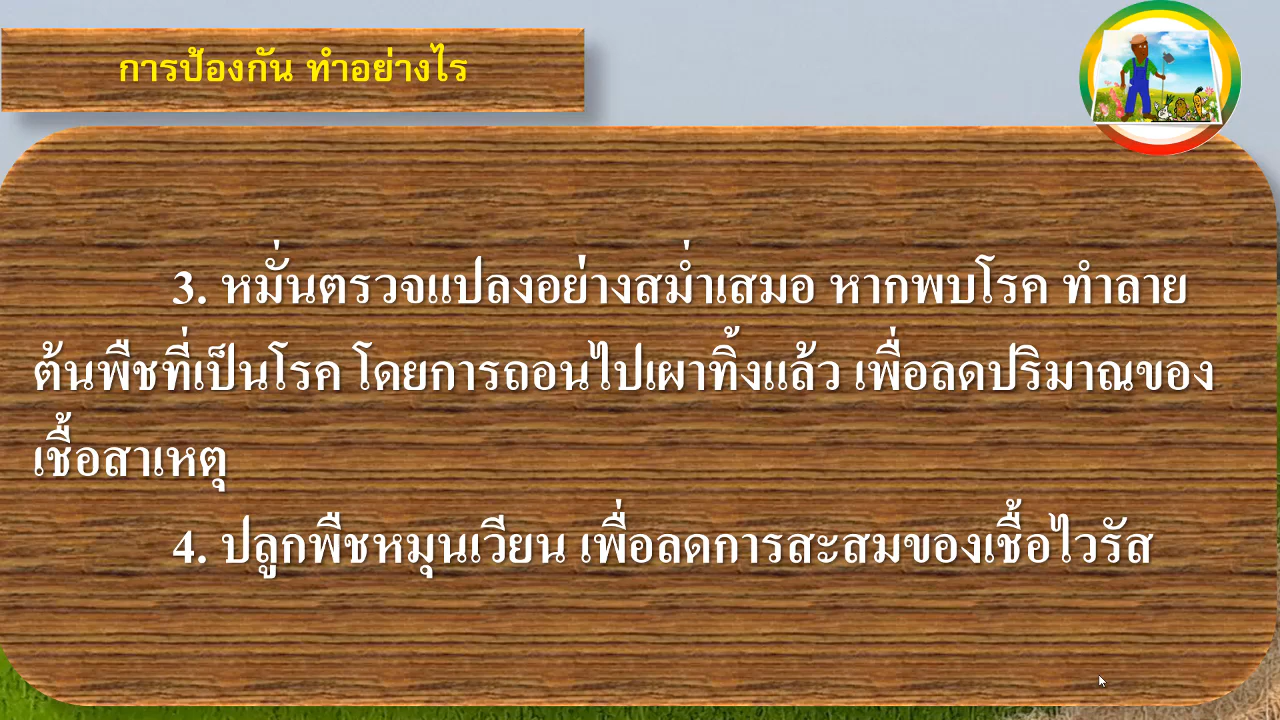 การป้องกัน ทำอย่างไร
3. หมั่นตรวจแปลงอย่างสม่ำเสมอ หากพบโรค ทำลาย
ต้นพืชที่เป็นโรค โดยการถอนไปเผาทิ้งแล้ว เพื่อลดปริมาณของ
เชื้อสาเหตุ
4. ปลูกพืชหมุนเวียน เพื่อลดการสะสมของเชื้อไวรัส